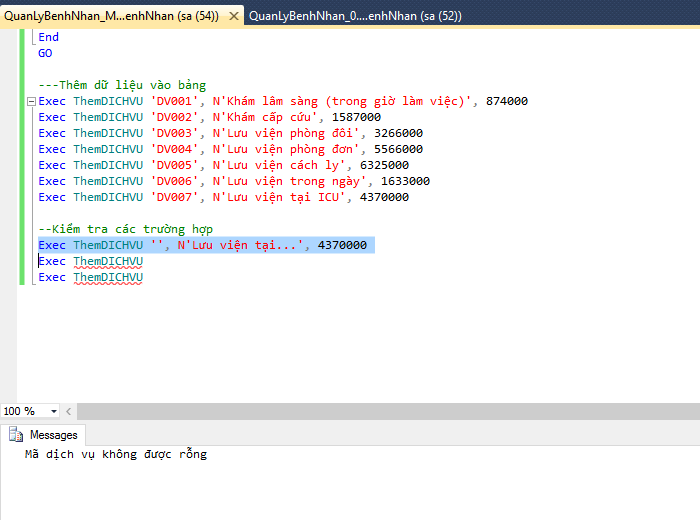 QuanLyBenhNhan_M...enhNhan (sa (54)) QuanLyBenhNhan_0....enhNhan (sa (52))
End
GO
---Thêm dữ liệu vào bảng
Exec ThemDICHVU 'DV001', N'Khám lâm sàng (trong giờ làm việc)', 874000
Exec ThemDICHVU 'DV002', N'Khám cấp cứu', 1587000
Exec ThemDICHVU 'DV003', N'Lưu viện phòng đôi', 3266000
Exec ThemDICHVU 'DV004', N'Lưu viện phòng đơn', 5566000
Exec ThemDICHVU 'DV005', N'Lưu viện cách ly', 6325000
Exec ThemDICHVU 'DV006', N'Lưu viện trong ngày', 1633000
Exec ThemDICHVU 'DV007', N'Lưu viện tại ICU', 4370000
--Kiểm tra các trường hợp
Exec ThemDICHVU '', N'Lưu viện tại...', 4370000
Exec ThemDICHVU
Exec ThemDICHVU
100 %
Messages
Mã dịch vụ không được rỗng